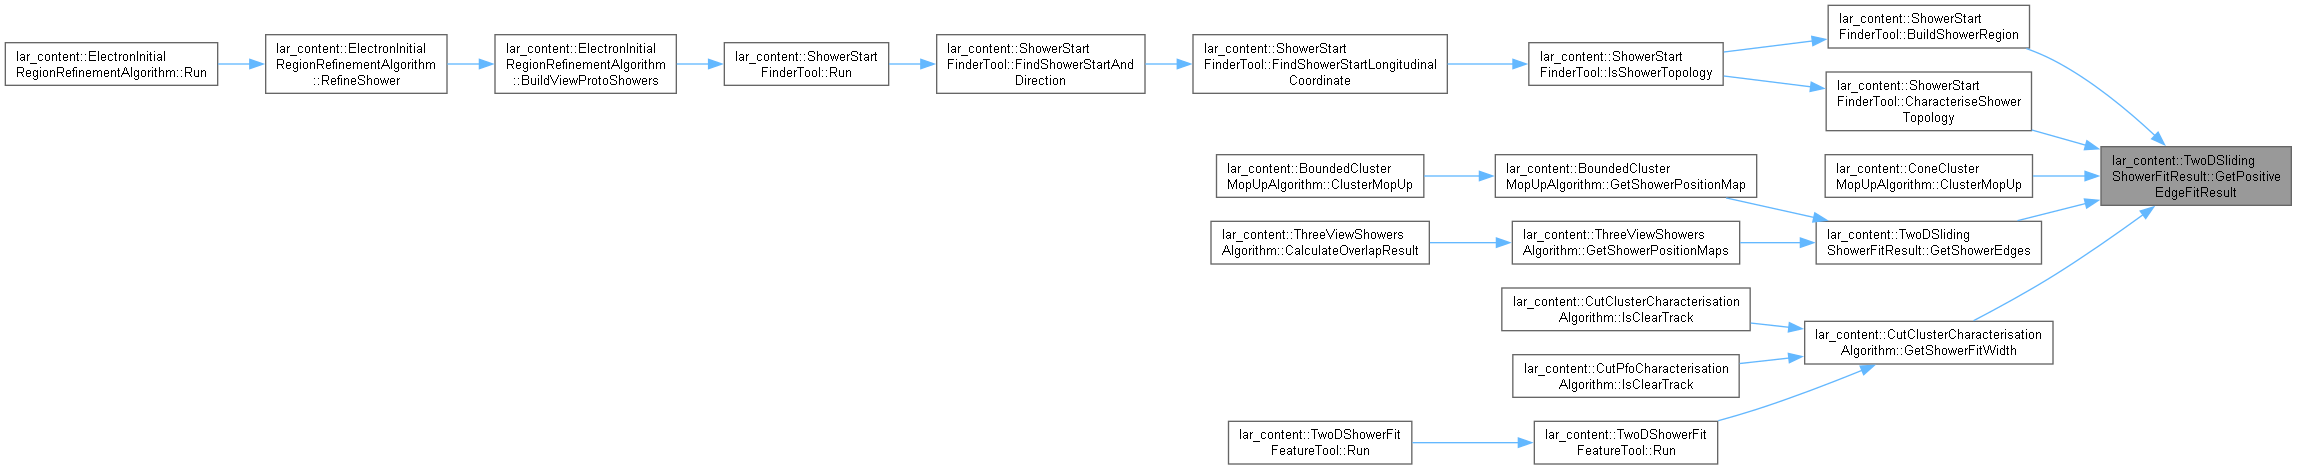 lar_content::ElectronInitial
RegionRefinementAlgorithm::Run
lar_content::ElectronInitial
RegionRefinementAlgorithm
::RefineShower
lar_content::ElectronInitial
RegionRefinementAlgorithm
::BuildViewProtoShowers
lar_content::ShowerStart
FinderTool::Run
lar_content::ShowerStart
FinderTool::FindShowerStartAnd
Direction
lar_content::ShowerStart
FinderTool::FindShowerStartLongitudinal
Coordinate
lar_content::ShowerStart
FinderTool::IsShowerTopology
lar_content::ShowerStart
FinderTool::BuildShowerRegion
lar_content::ShowerStart
FinderTool::CharacteriseShower
Topology
lar_content::TwoDSliding
ShowerFitResult::GetPositive
EdgeFitResult
lar_content::BoundedCluster
MopUpAlgorithm::ClusterMopUp
lar_content::BoundedCluster
MopUpAlgorithm::GetShowerPositionMap
lar_content::ConeCluster
MopUpAlgorithm::ClusterMopUp
lar_content::ThreeViewShowers
Algorithm::CalculateOverlapResult
lar_content::ThreeViewShowers
Algorithm::GetShowerPositionMaps
lar_content::TwoDSliding
ShowerFitResult::GetShowerEdges
lar_content::CutClusterCharacterisation
Algorithm::IsClearTrack
lar_content::CutClusterCharacterisation
Algorithm::GetShowerFitWidth
lar_content::CutPfoCharacterisation
Algorithm::IsClearTrack
lar_content::TwoDShowerFit
FeatureTool::Run
lar_content::TwoDShowerFit
FeatureTool::Run